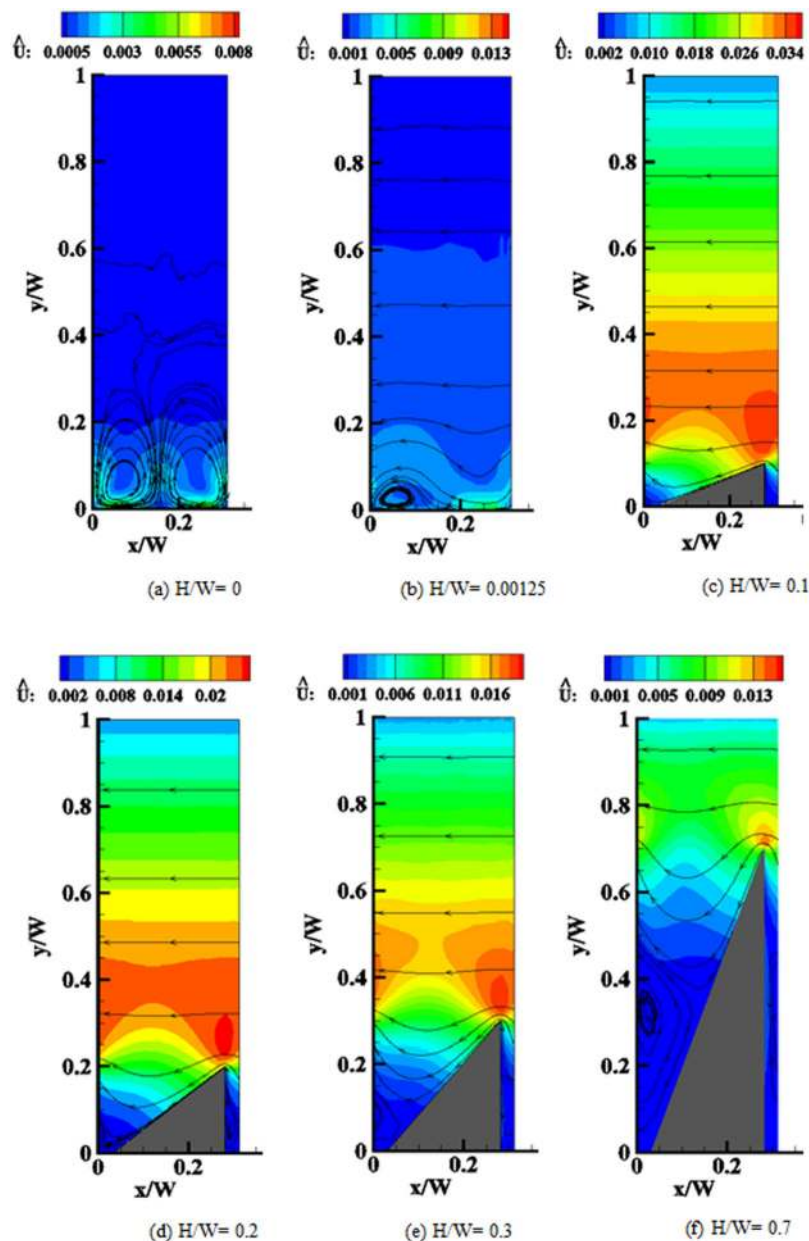 Û: 0.0005 0.003 0.0055 0.008
1
0.8
0.6
y/W
0.4
0.2
0
0 0.2
x/W
(a) H/W= 0
Û: 0.001 0.005 0.009 0.013
1
0.8
0.6
y/W
0.4
0.2
0
0 0.2
x/W
(b) H/W= 0.00125
Û: 0.002 0.010 0.018 0.026 0.034
1
0.8
0.6
y/W
0.4
0.2
0
0 0.2
x/W
(c) H/W= 0.1
Û: 0.002 0.008 0.014 0.02
1
0.8
0.6
y/W
0.4
0.2
0
0 0.2
x/W
(d) H/W= 0.2
Û: 0.001 0.006 0.011 0.016
1
0.8
0.6
y/W
0.4
0.2
0
0 0.2
x/W
(e) H/W= 0.3
Û: 0.001 0.005 0.009 0.013
1
0.8
0.6
y/W
0.4
0.2
0
0 0.2
x/W
(f) H/W= 0.7